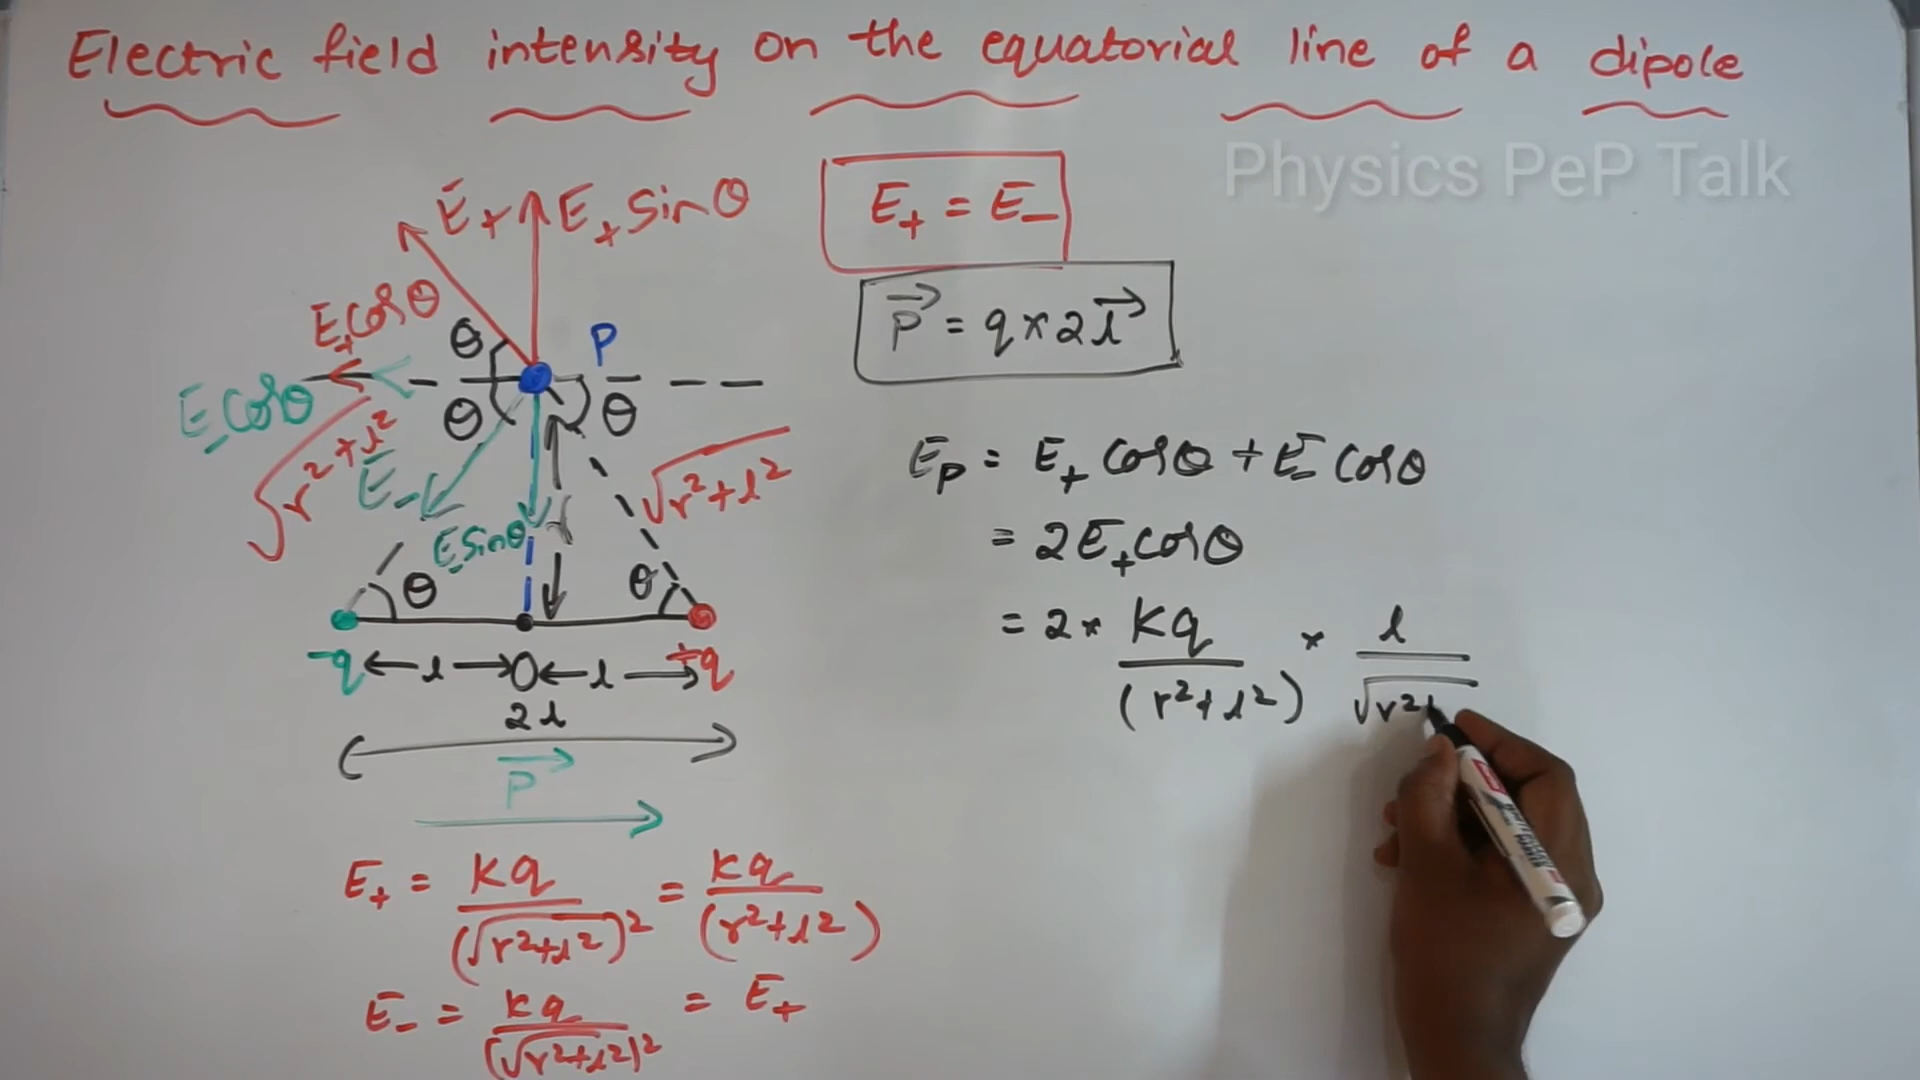 Electric field intensity on the equatorial line of a dipole
Physics PeP Talk
E₊ E₊ sinθ
E₊ = E₋
E₊cosθ θ P
P⃗ = q × 2l⃗
E₋cosθ θ θ
√r²+l² E₋ √r²+l²
E_P = E₊ cosθ + E₋ cosθ
E₋sinθ r
= 2E₊cosθ
θ θ
= 2 × Kq/(r²+l²) × l/√r²+
-q l O l +q
2l
P⃗
E₊ = Kq/(√r²+l²)² = Kq/(r²+l²)
E₋ = Kq/(√r²+l²)² = E₊